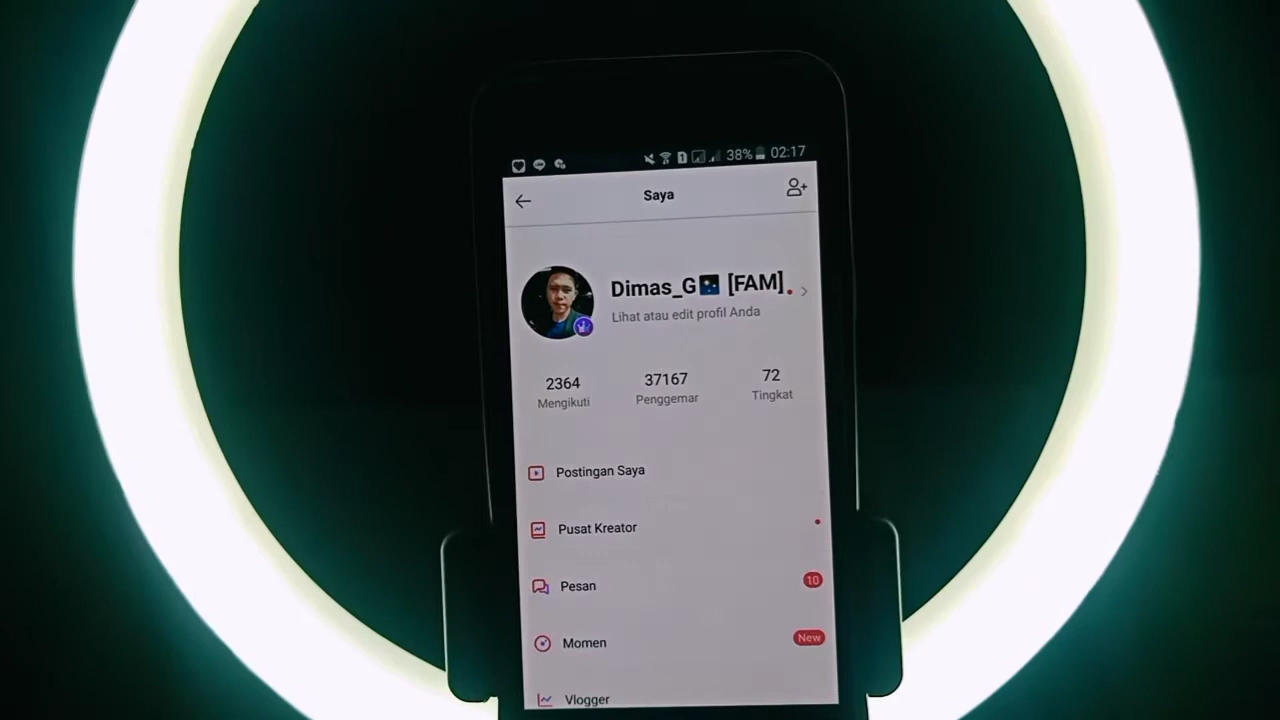 38% 02:17
Saya
Dimas_G [FAM]
Lihat atau edit profil Anda
2364 37167 72
Mengikuti Penggemar Tingkat
Postingan Saya
Pusat Kreator
Pesan 10
Momen New
Vlogger